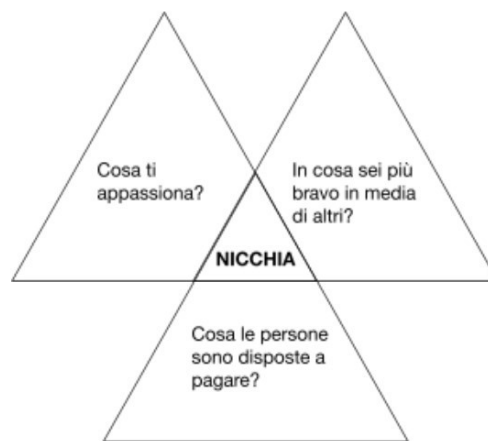 Cosa ti
appassiona?
In cosa sei più
bravo in media
di altri?
NICCHIA
Cosa le persone
sono disposte a
pagare?